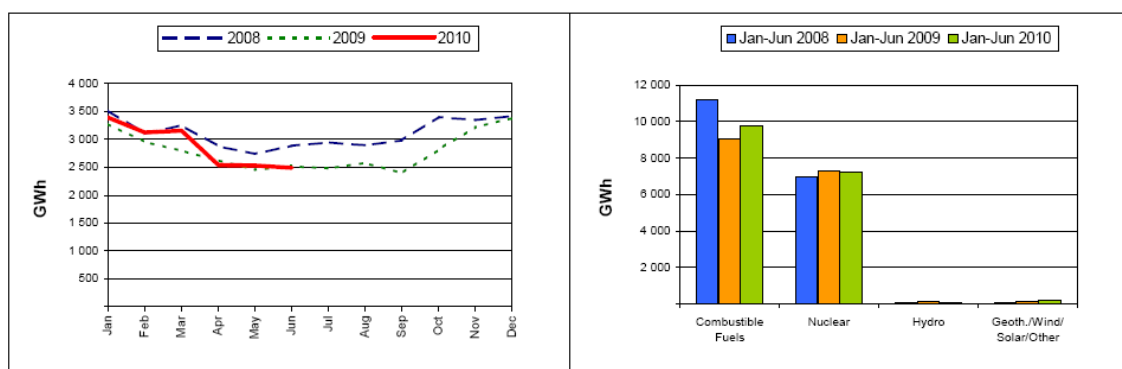 2008 2009 2010
4 000
3 500
3 000
2 500
2 000
1 500
1 000
500
GWh
Jan Feb Mar Apr May Jun Jul Aug Sep Oct Nov Dec
Jan-Jun 2008 Jan-Jun 2009 Jan-Jun 2010
12 000
10 000
8 000
6 000
4 000
2 000
GWh
Combustible Nuclear Hydro Geoth./Wind/
Fuels Solar/Other